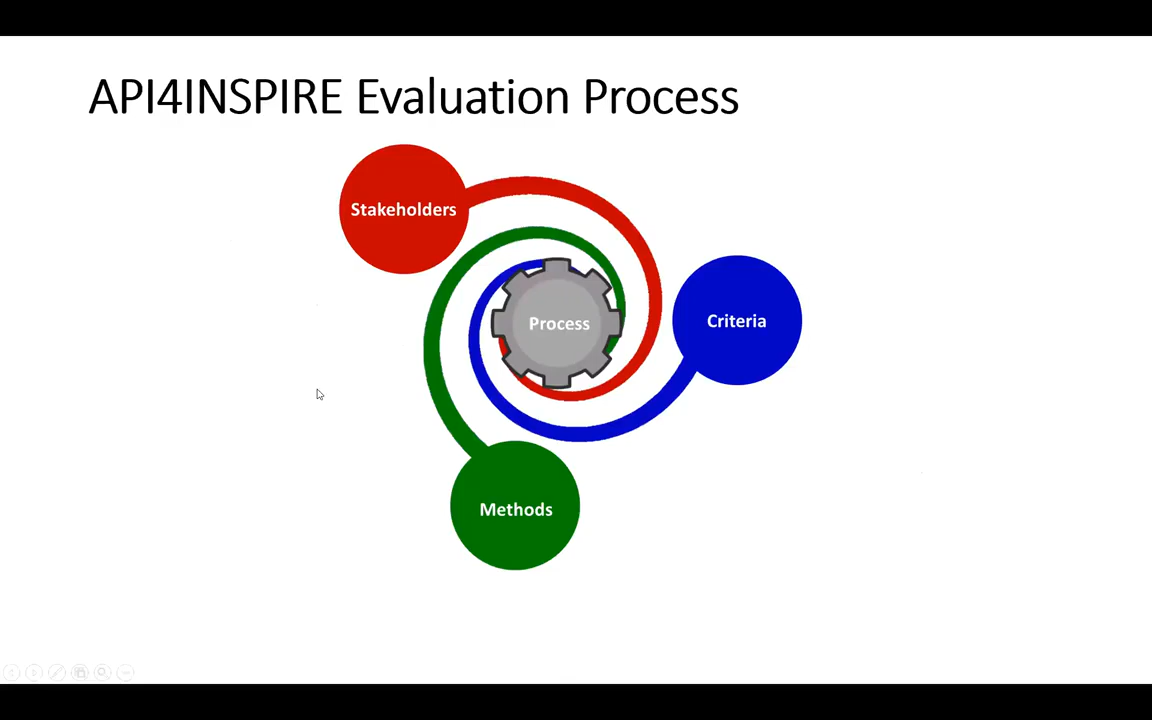 API4INSPIRE Evaluation Process
Stakeholders
Criteria
Process
Methods